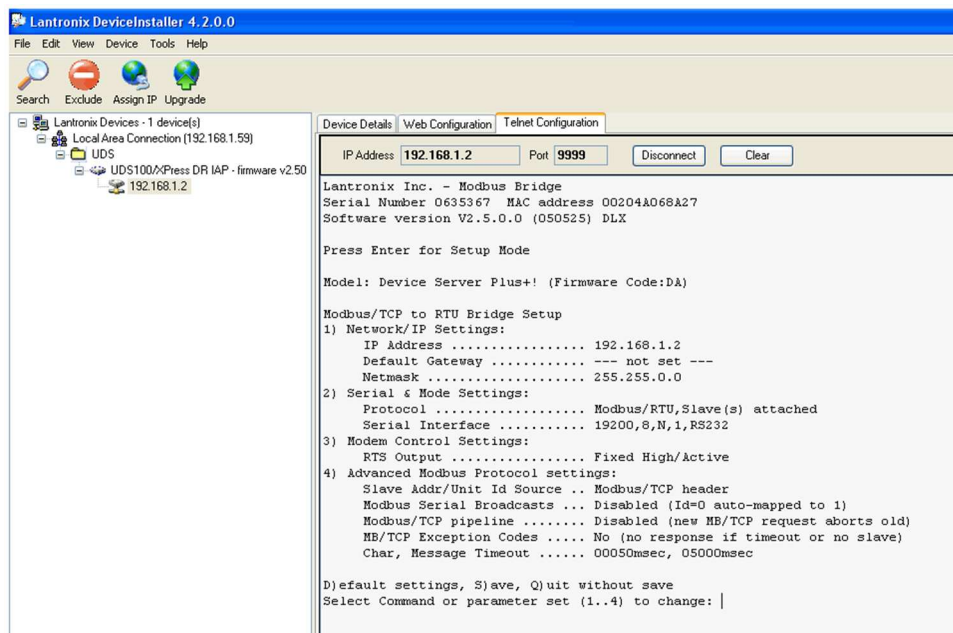 Lantronix DeviceInstaller 4.2.0.0
File Edit View Device Tools Help
Search Exclude Assign IP Upgrade
Lantronix Devices - 1 device(s)
Local Area Connection (192.168.1.59)
UDS
UDS100/XPress DR IAP - firmware v2.50
192.168.1.2
Device Details Web Configuration Telnet Configuration
IP Address 192.168.1.2 Port 9999 Disconnect Clear
Lantronix Inc. - Modbus Bridge
Serial Number 0635367 MAC address 00204A068A27
Software version V2.5.0.0 (050525) DLX
Press Enter for Setup Mode
Model: Device Server Plus+! (Firmware Code:DA)
Modbus/TCP to RTU Bridge Setup
1) Network/IP Settings:
IP Address ................. 192.168.1.2
Default Gateway ............ --- not set ---
Netmask .................... 255.255.0.0
2) Serial & Mode Settings:
Protocol ................... Modbus/RTU,Slave(s) attached
Serial Interface ........... 19200,8,N,1,RS232
3) Modem Control Settings:
RTS Output ................. Fixed High/Active
4) Advanced Modbus Protocol settings:
Slave Addr/Unit Id Source .. Modbus/TCP header
Modbus Serial Broadcasts ... Disabled (Id=0 auto-mapped to 1)
Modbus/TCP pipeline ........ Disabled (new MB/TCP request aborts old)
MB/TCP Exception Codes ..... No (no response if timeout or no slave)
Char, Message Timeout ...... 00050msec, 05000msec
D)efault settings, S)ave, Q)uit without save
Select Command or parameter set (1..4) to change: